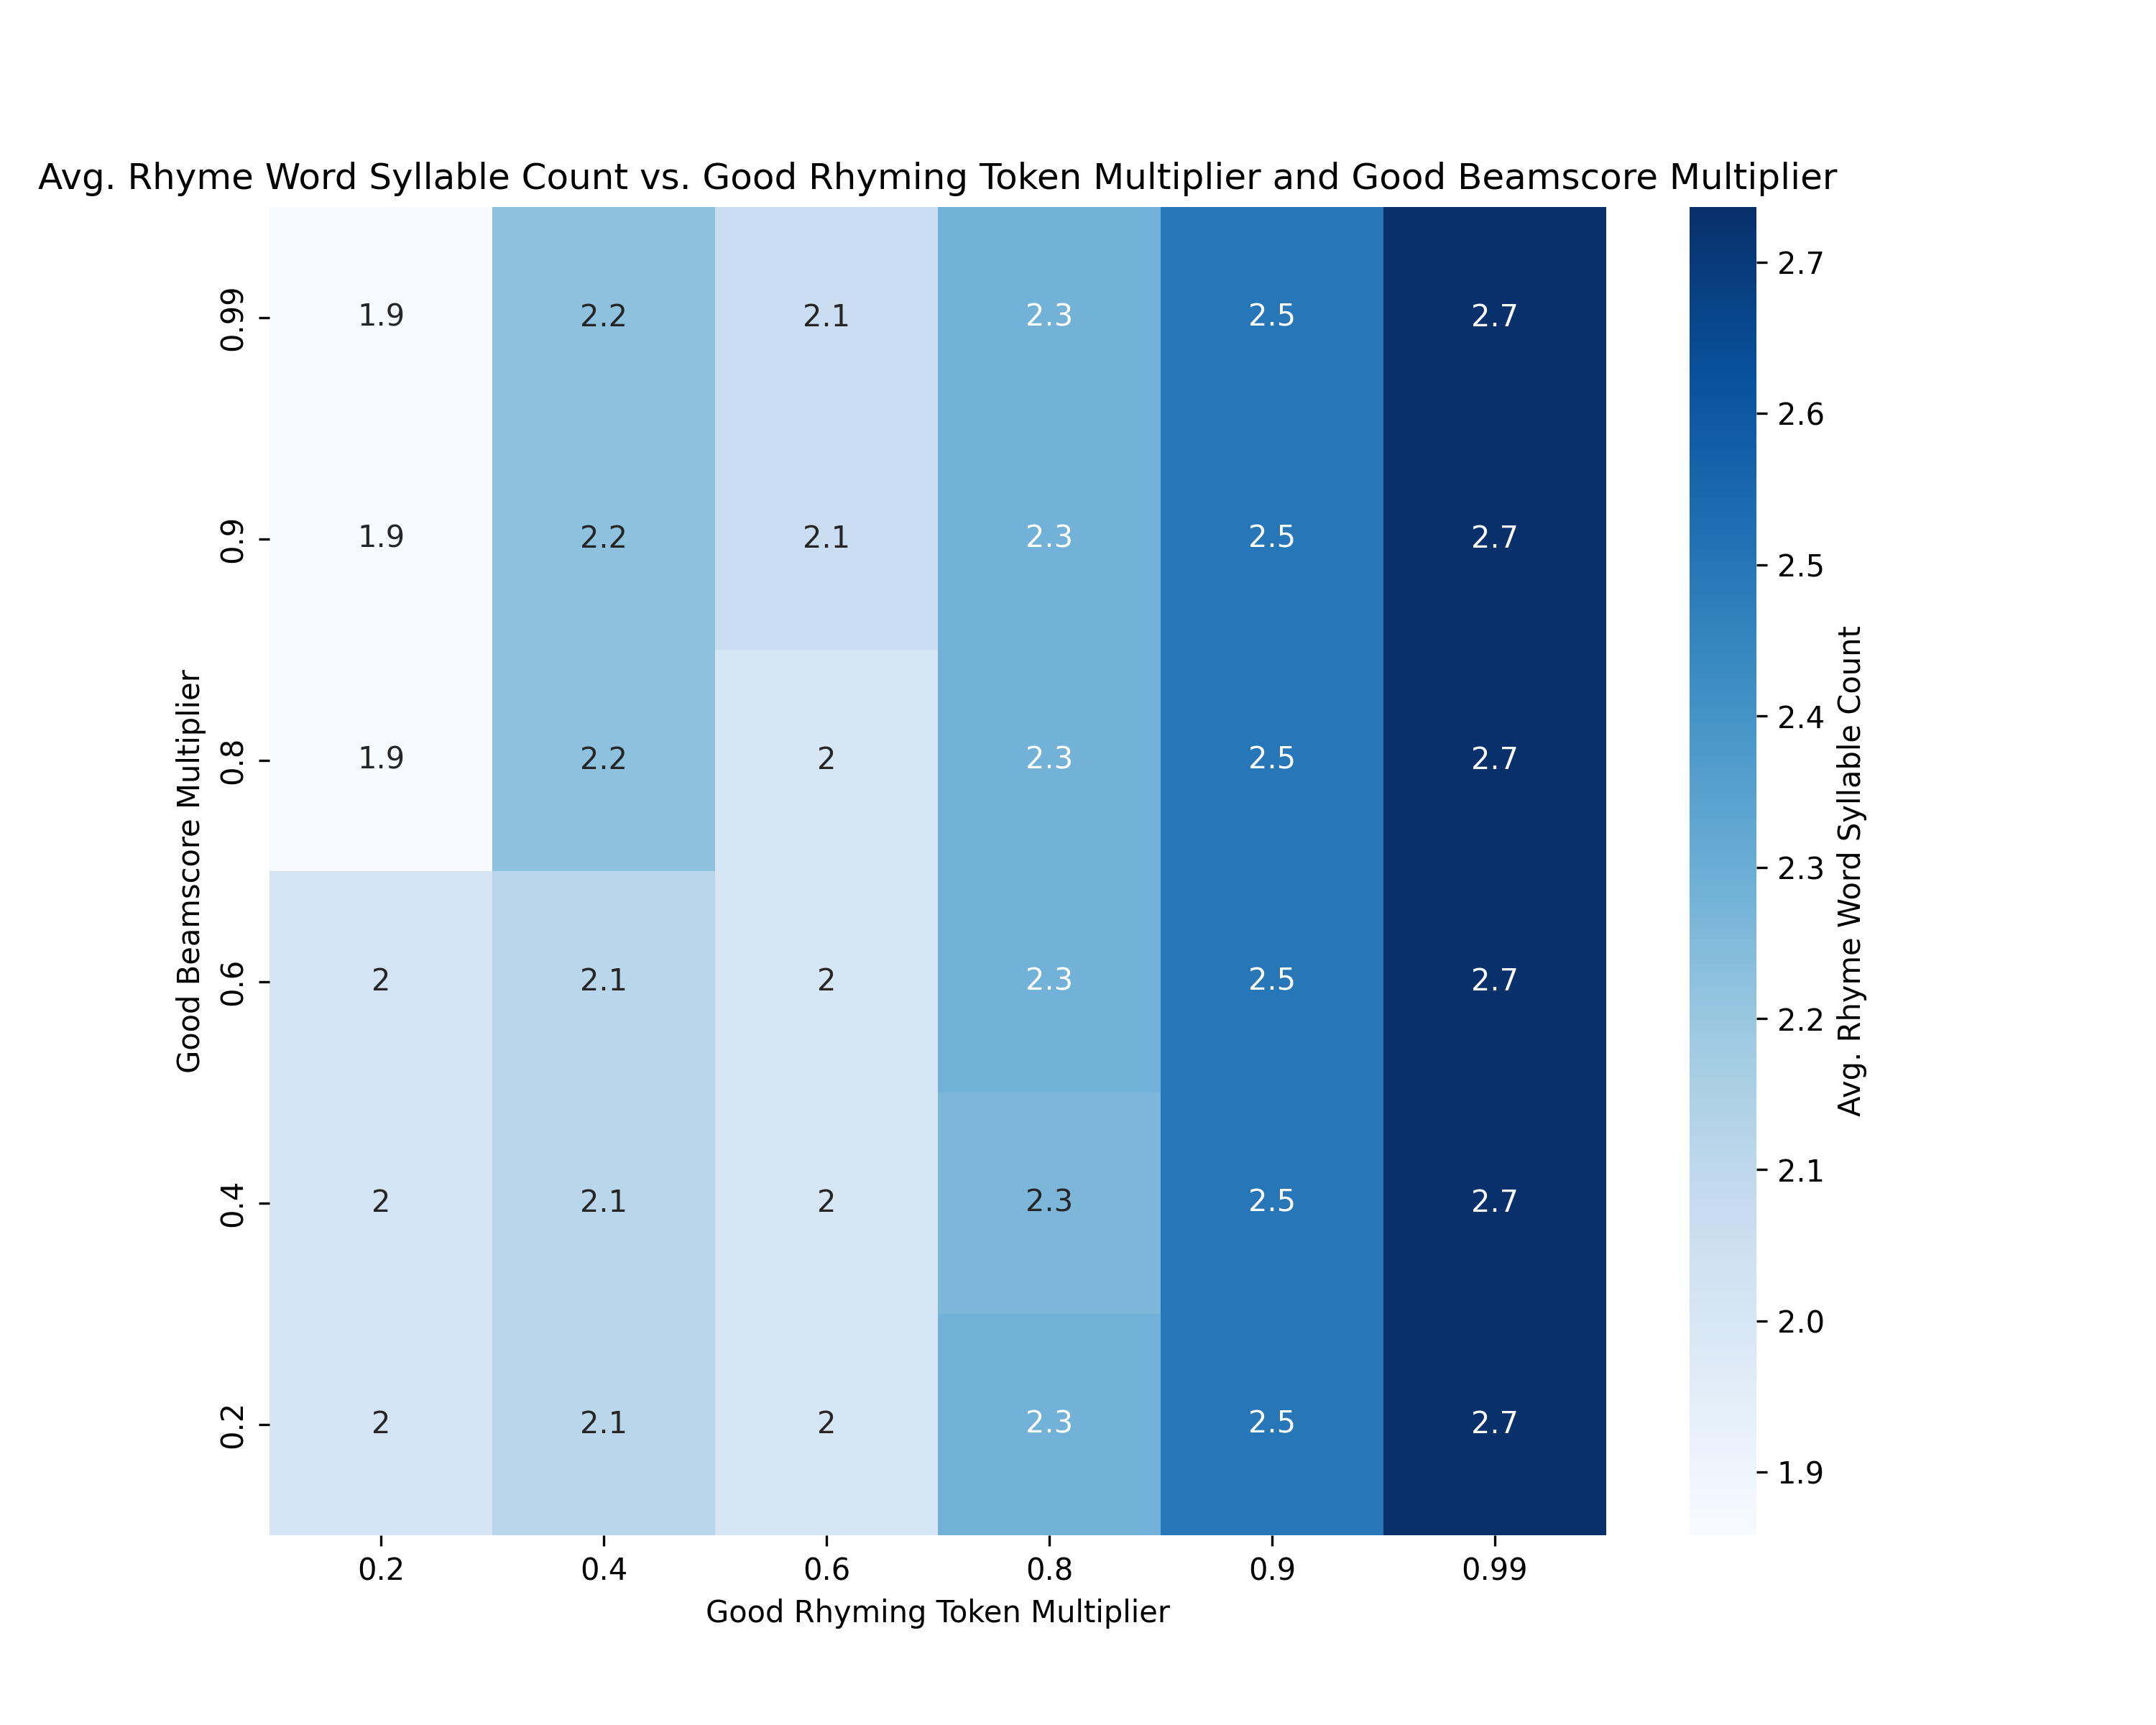 Avg. Rhyme Word Syllable Count vs. Good Rhyming Token Multiplier and Good Beamscore Multiplier
Good Beamscore Multiplier
0.99 1.9 2.2 2.1 2.3 2.5 2.7
0.9 1.9 2.2 2.1 2.3 2.5 2.7
0.8 1.9 2.2 2 2.3 2.5 2.7
0.6 2 2.1 2 2.3 2.5 2.7
0.4 2 2.1 2 2.3 2.5 2.7
0.2 2 2.1 2 2.3 2.5 2.7
0.2 0.4 0.6 0.8 0.9 0.99
Good Rhyming Token Multiplier
2.7
2.6
2.5
2.4
2.3
2.2
2.1
2.0
1.9
Avg. Rhyme Word Syllable Count